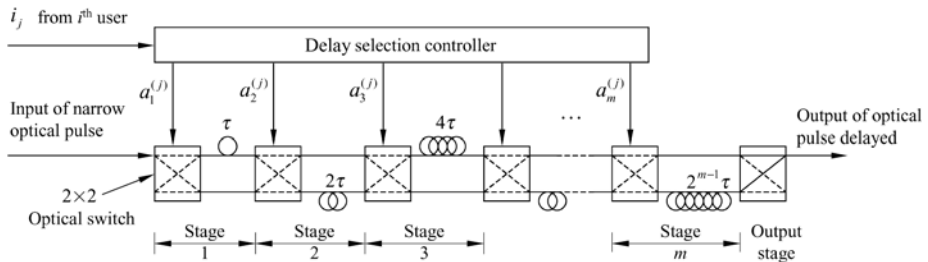 i_j from i^th user
Delay selection controller
a_1^(j)
a_2^(j)
a_3^(j)
a_m^(j)
Input of narrow
optical pulse
τ
4τ
...
Output of optical
pulse delayed
2×2
Optical switch
2τ
2^{m-1}τ
Stage
1
Stage
2
Stage
3
Stage
m
Output
stage